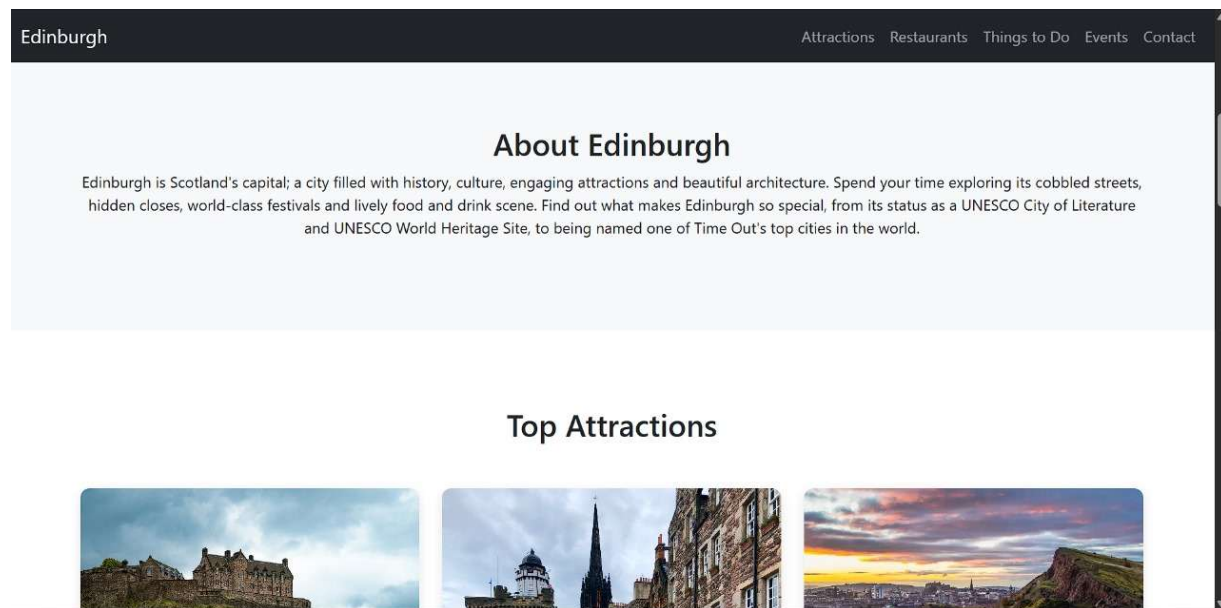 Edinburgh
Attractions Restaurants Things to Do Events Contact
About Edinburgh
Edinburgh is Scotland's capital; a city filled with history, culture, engaging attractions and beautiful architecture. Spend your time exploring its cobbled streets,
hidden closes, world-class festivals and lively food and drink scene. Find out what makes Edinburgh so special, from its status as a UNESCO City of Literature
and UNESCO World Heritage Site, to being named one of Time Out's top cities in the world.
Top Attractions